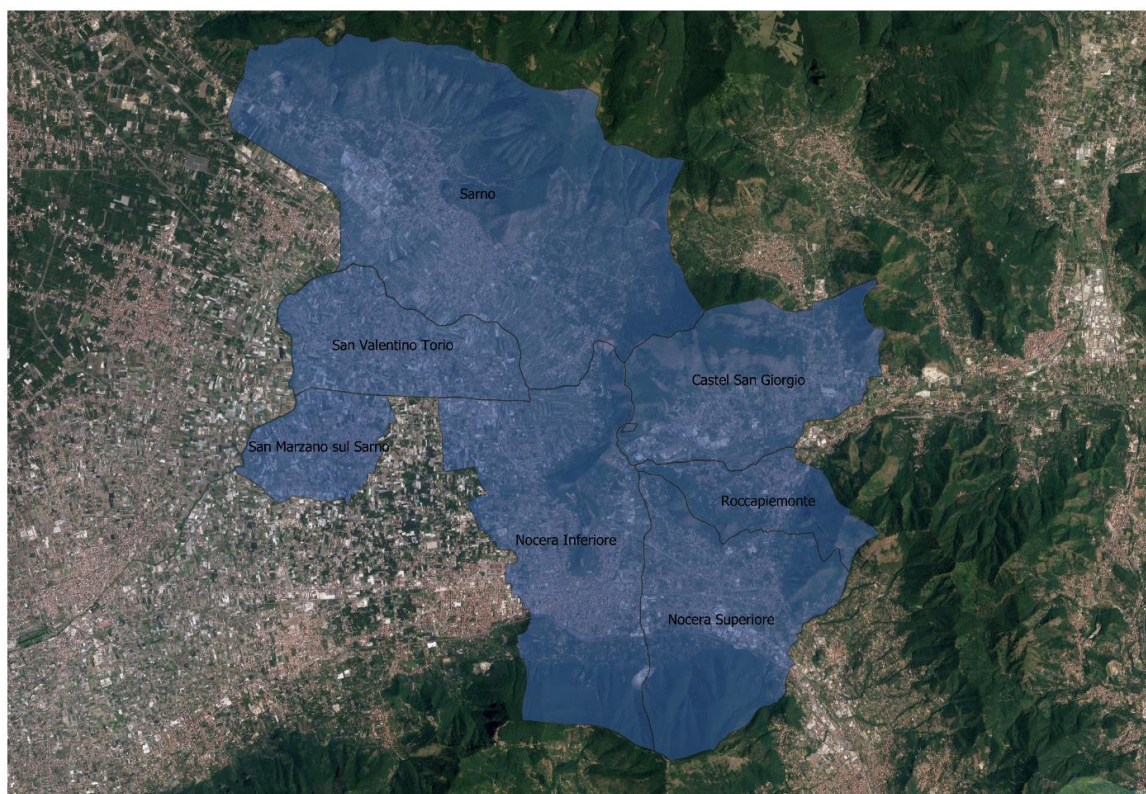 Sarno
San Valentino Torio
Castel San Giorgio
San Marzano sul Sarno
Roccapiemonte
Nocera Inferiore
Nocera Superiore